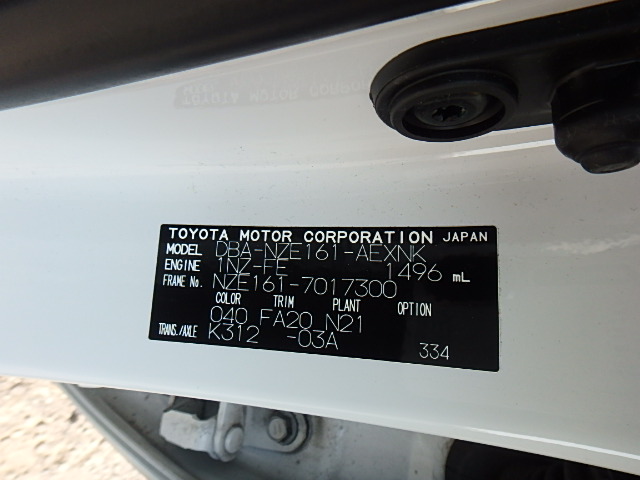 TOYOTA MOTOR CORPORATION JAPAN
MODEL DBA-NZE161-AEXNK
ENGINE 1NZ-FE 1496 mL
FRAME No. NZE161-7017300
COLOR TRIM PLANT OPTION
040 FA20 N21
TRANS./AXLE K312 -03A
334